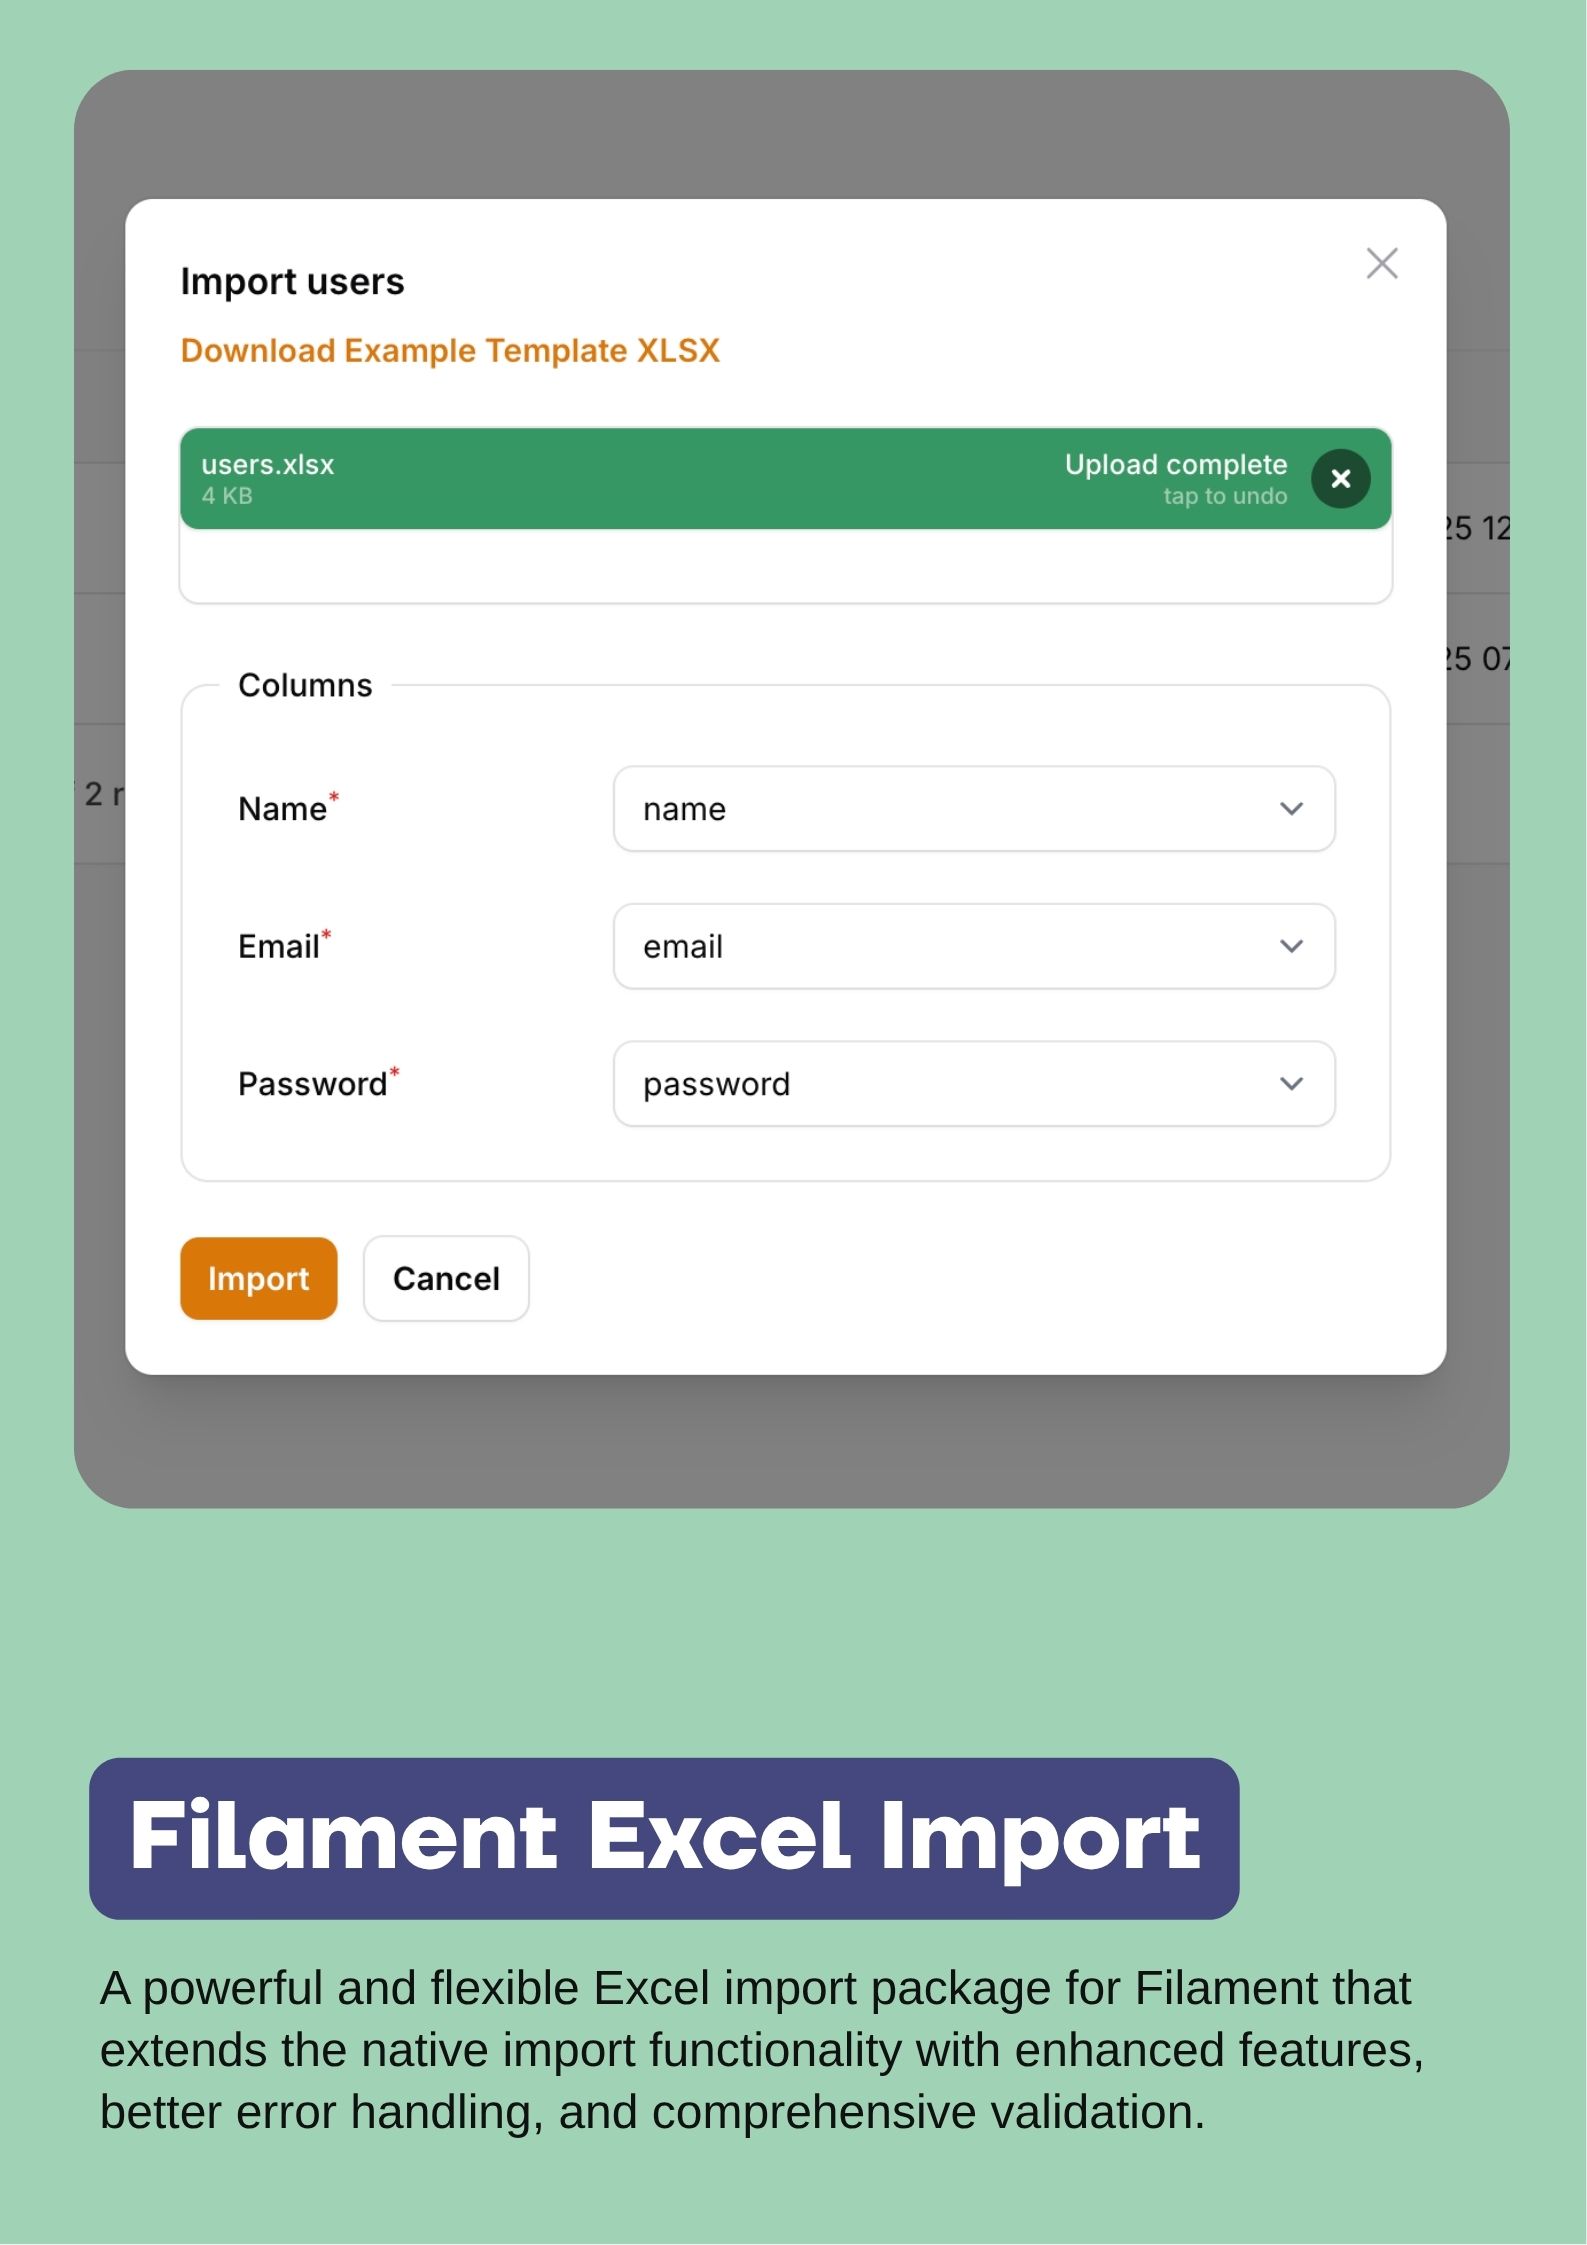 Import users
Download Example Template XLSX
users.xlsx
4 KB
Upload complete
tap to undo
25 12
25 07
2 r
Columns
Name*
name
Email*
email
Password*
password
Import
Cancel
Filament Excel Import
A powerful and flexible Excel import package for Filament that
extends the native import functionality with enhanced features,
better error handling, and comprehensive validation.